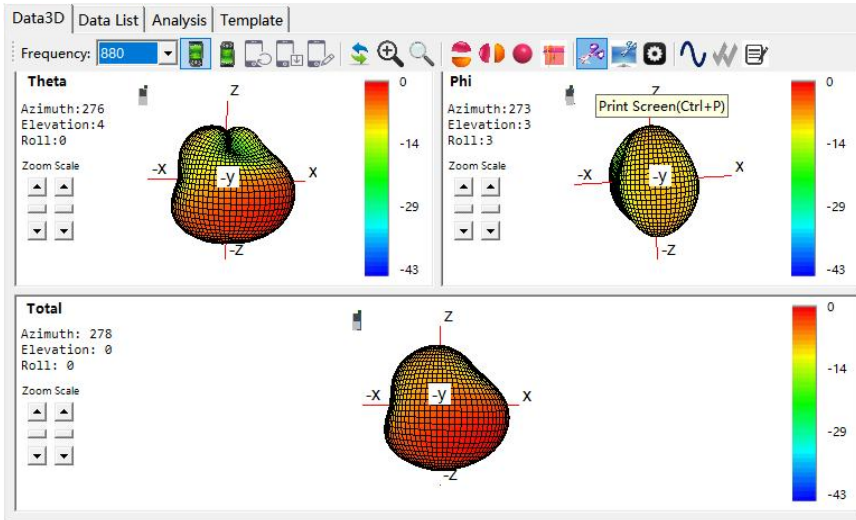 Data3D Data List Analysis Template
Frequency: 880
Theta
Azimuth:276
Elevation:4
Roll:0
Zoom Scale
Z
-X
X
-y
-Z
0
-14
-29
-43
Phi
Azimuth:273
Elevation:3
Roll:3
Zoom Scale
Print Screen(Ctrl+P)
Z
X
-y
-Z
0
-14
-29
-43
Total
Azimuth: 278
Elevation: 0
Roll: 0
Zoom Scale
Z
-X
X
-y
-Z
0
-14
-29
-43